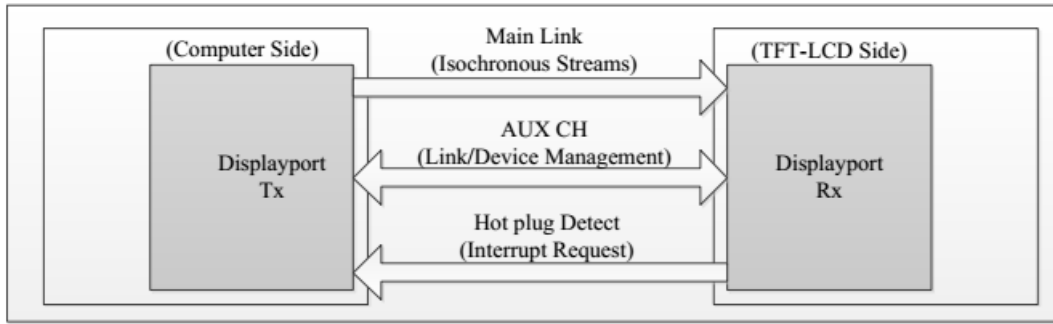 (Computer Side)
Main Link
(Isochronous Streams)
(TFT-LCD Side)
AUX CH
(Link/Device Management)
Displayport
Tx
Displayport
Rx
Hot plug Detect
(Interrupt Request)